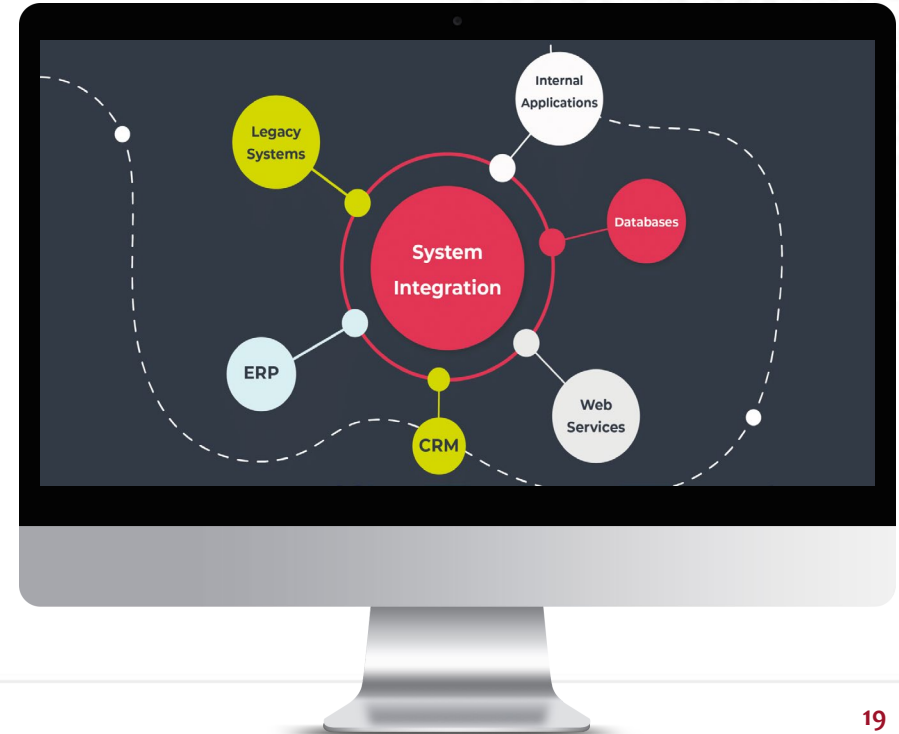 Internal
Applications
Legacy
Systems
Databases
System
Integration
ERP
Web
Services
CRM
19